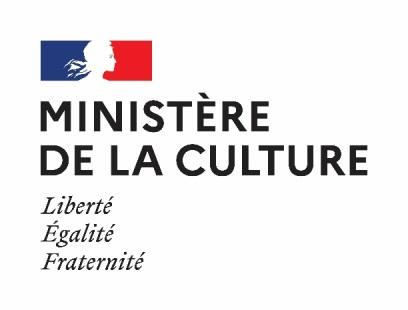 MINISTÈRE
DE LA CULTURE
Liberté
Égalité
Fraternité